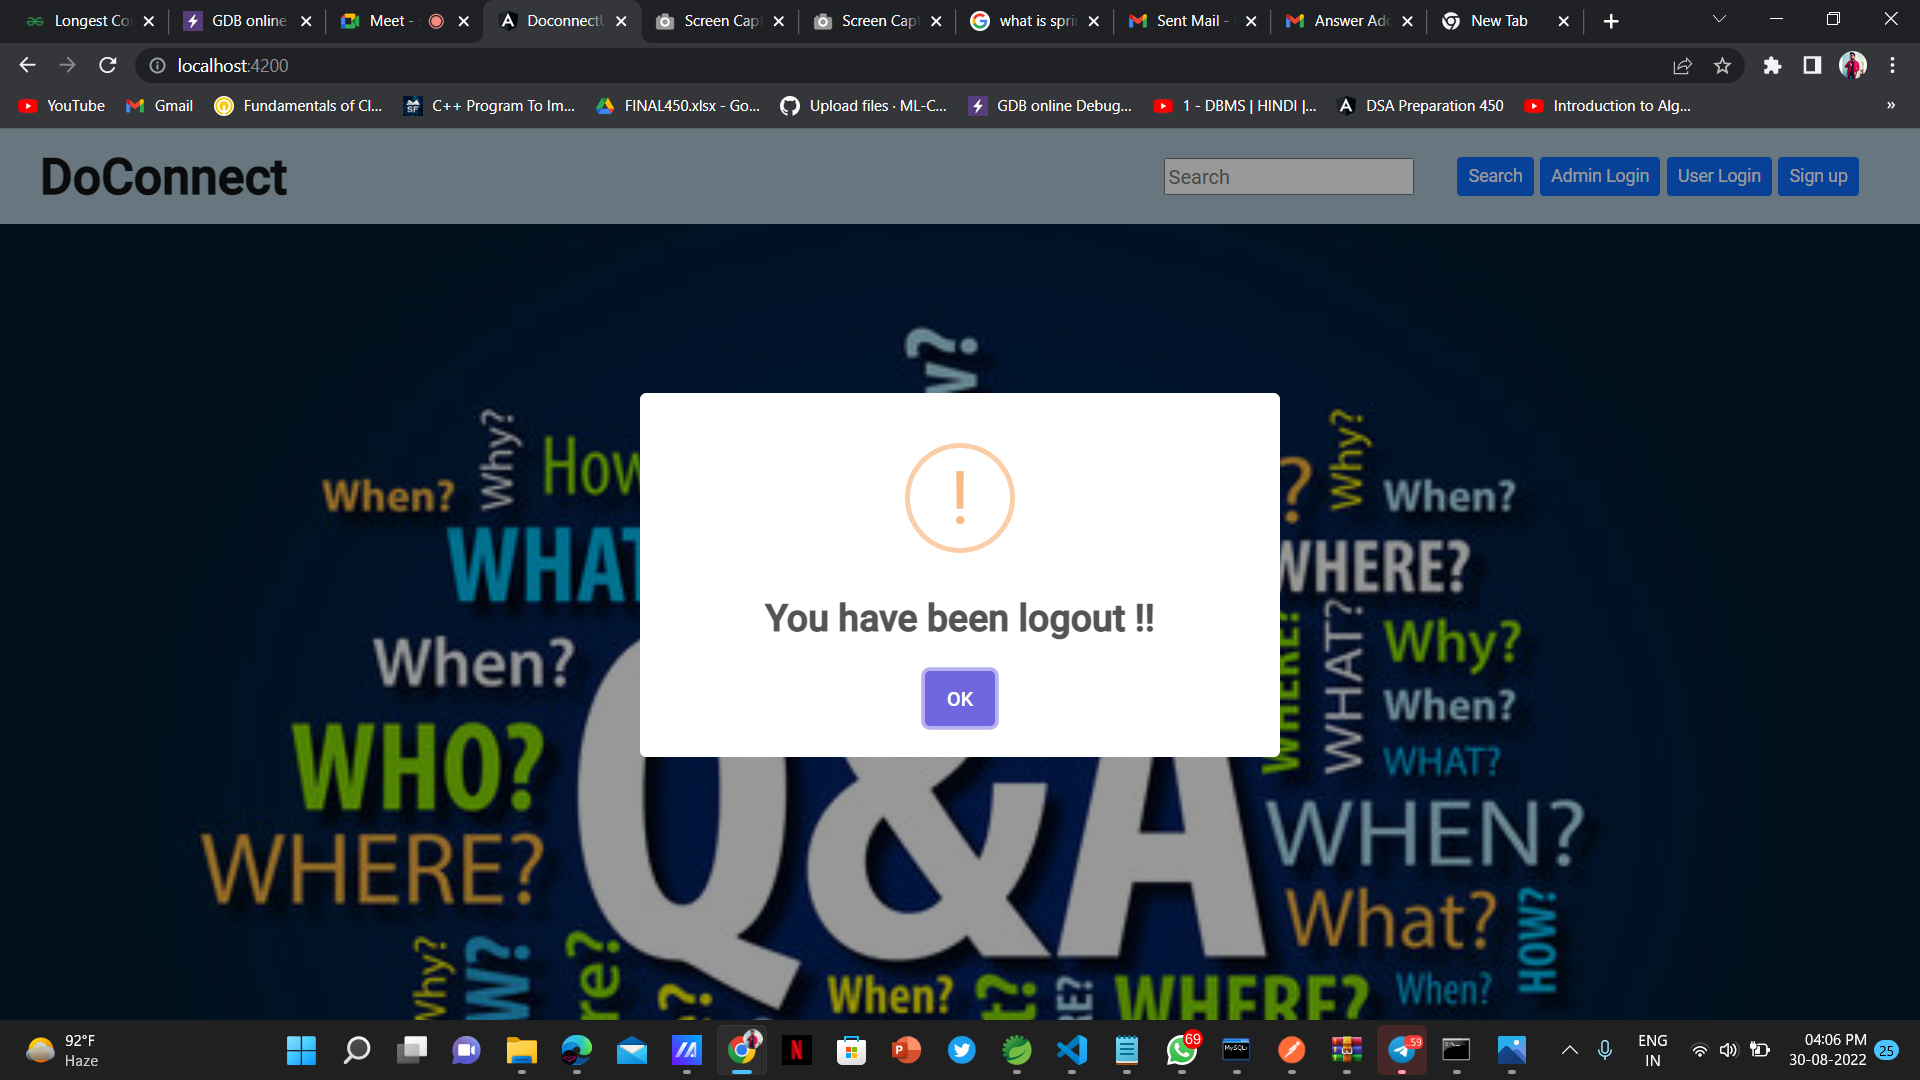 Longest Co
GDB online
Meet -
Doconnect
Screen Cap
Screen Cap
what is spri
Sent Mail -
Answer Ad
New Tab
localhost:4200
YouTube
Gmail
Fundamentals of Cl...
C++ Program To Im...
FINAL450.xlsx - Go...
Upload files · ML-C...
GDB online Debug...
1 - DBMS | HINDI |...
DSA Preparation 450
Introduction to Alg...
»
DoConnect
Search
Search
Admin Login
User Login
Sign up
When?
Why?
How
WHAT
When?
WHO?
WHERE?
Why?
When?
WHERE?
WHERE?
WHAT?
Why?
When?
WHAT?
WHEN?
What?
HOW?
When?
Q&A
Why?
When?
WHERE?
!
You have been logout !!
OK
92°F
Haze
69
..59
ENG
IN
04:06 PM
30-08-2022
25